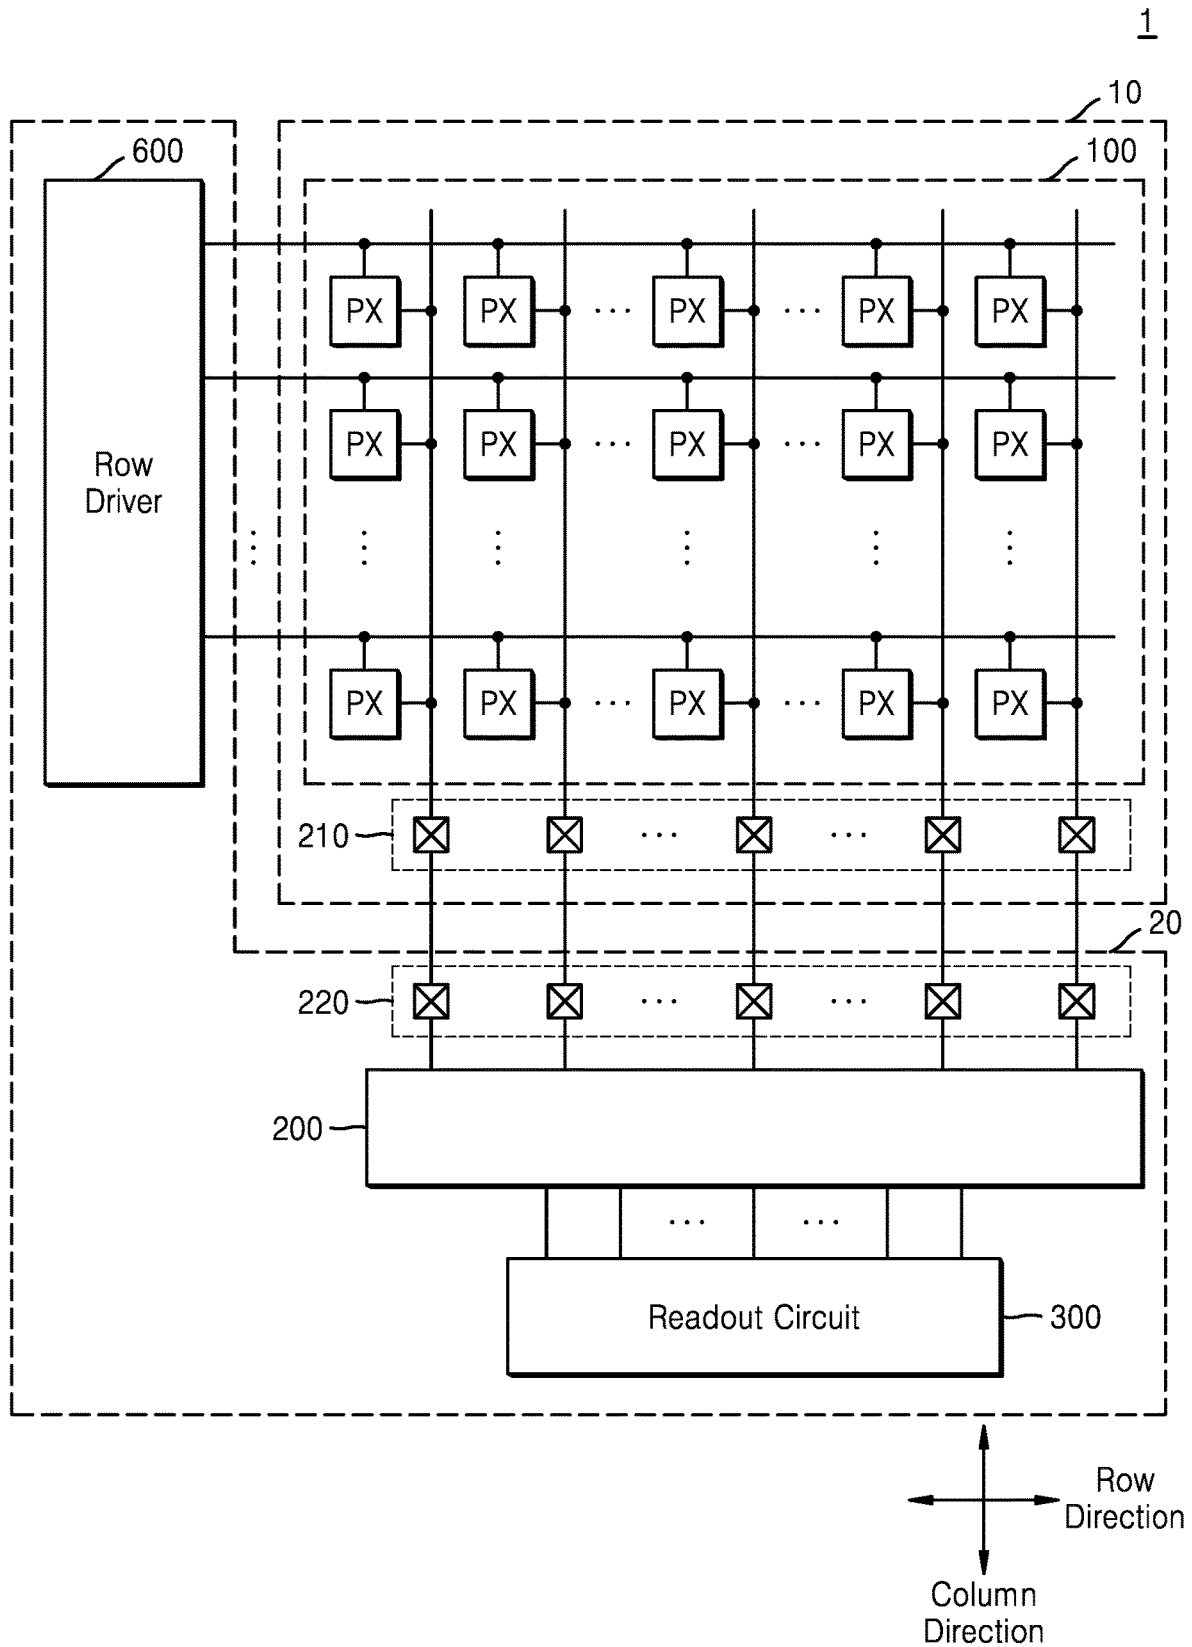 1
10
100
600
PX PX ... PX ... PX PX
PX PX ... PX ... PX PX
Row
Driver
PX PX ... PX ... PX PX
210
... ...
20
220
... ...
200
... ...
Readout Circuit
300
Row
Direction
Column
Direction